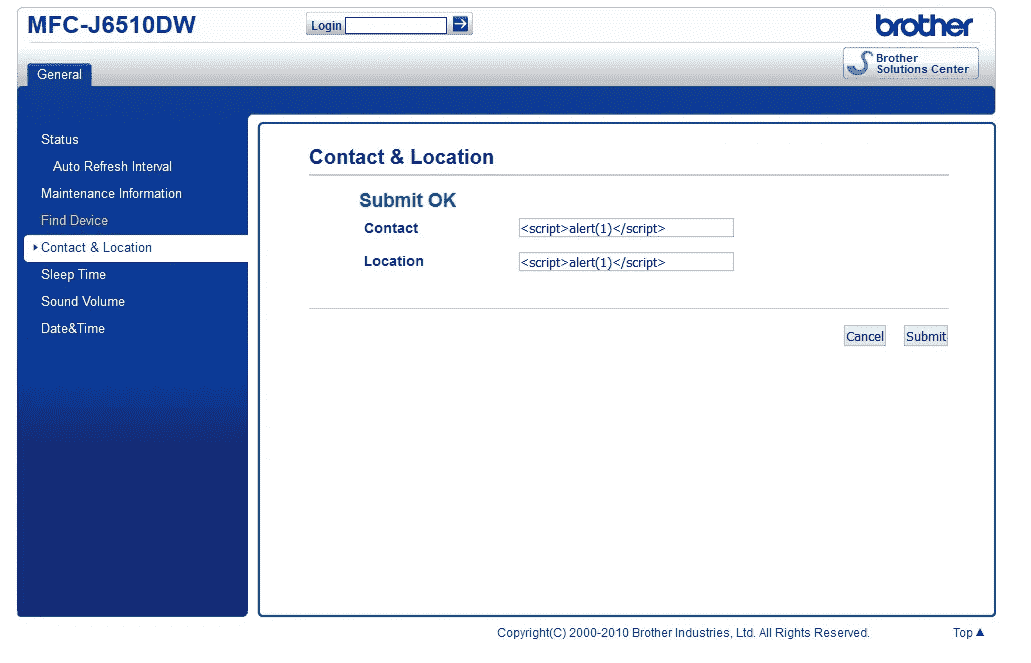 MFC-J6510DW
Login
brother
Brother
Solutions Center
General
Status
Auto Refresh Interval
Maintenance Information
Find Device
Contact & Location
Sleep Time
Sound Volume
Date&Time
Contact & Location
Submit OK
Contact <script>alert(1)</script>
Location <script>alert(1)</script>
Cancel Submit
Copyright(C) 2000-2010 Brother Industries, Ltd. All Rights Reserved. Top▲